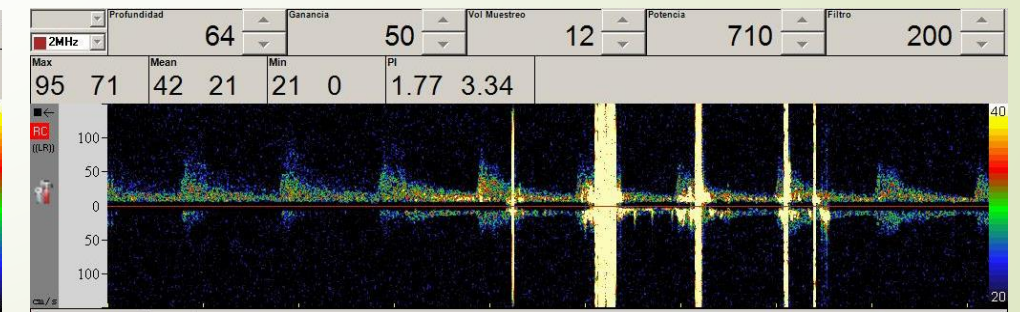 Profundidad Ganancia Vol Muestreo Potencia Filtro
2MHz 64 50 12 710 200
Max Mean Min PI
95 71 42 21 21 0 1.77 3.34
RC
((LR))
100
50
0
50
100
cm/s
40
20